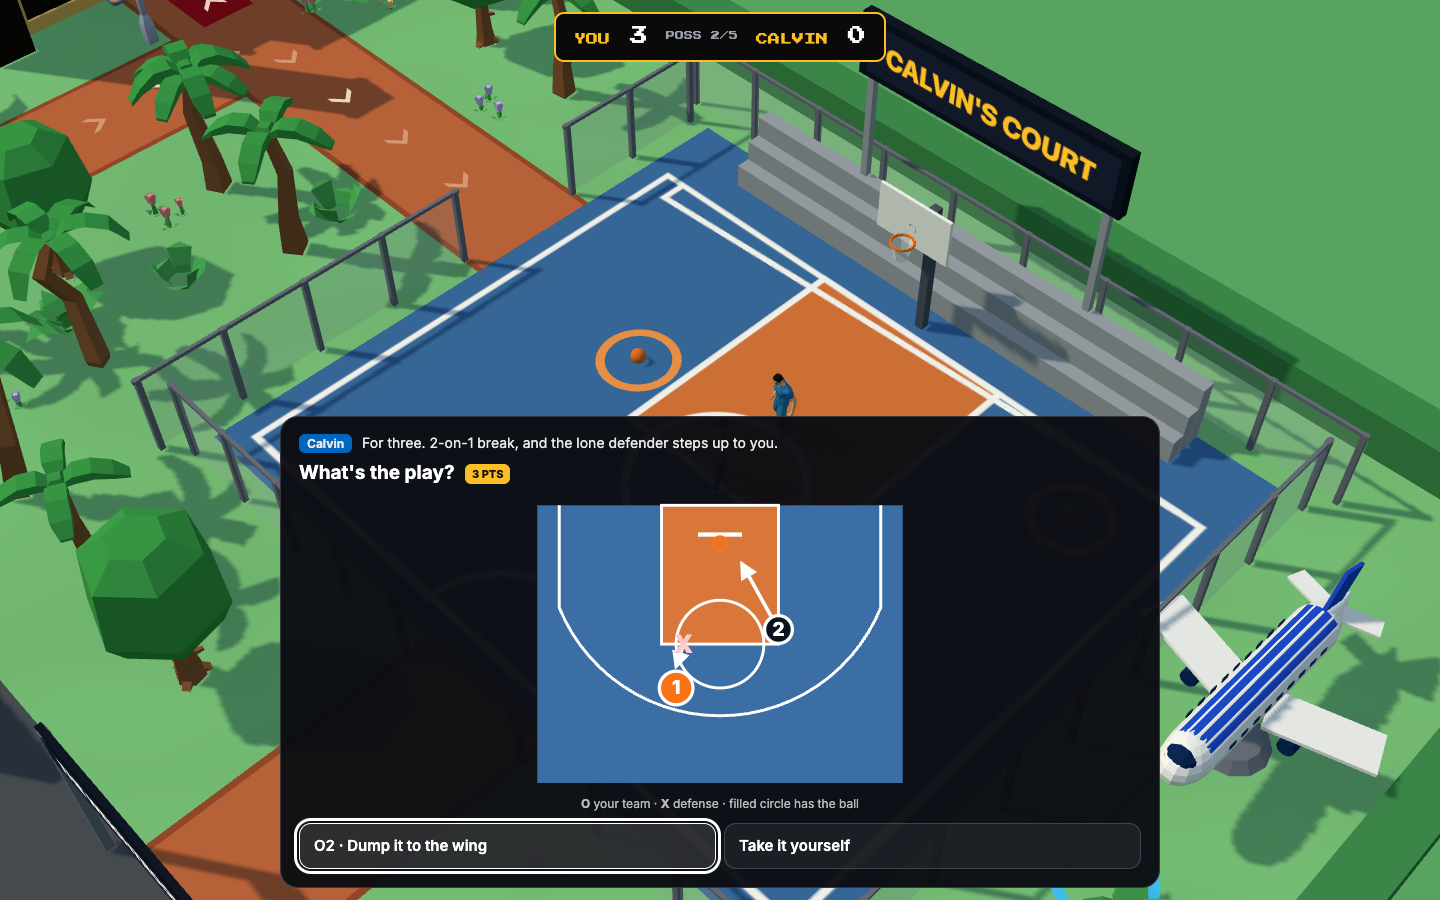 YOU 3 POSS 2/5 CALVIN 0
CALVIN'S COURT
Calvin For three. 2-on-1 break, and the lone defender steps up to you.
What's the play? 3 PTS
X
2
1
O your team · X defense · filled circle has the ball
O2 · Dump it to the wing
Take it yourself